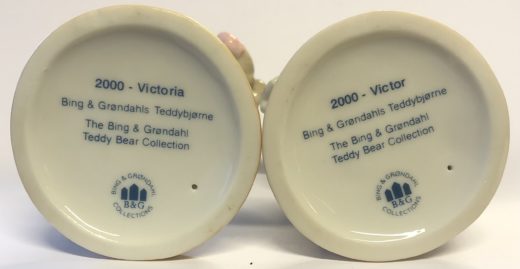 2000 - Victoria
Bing & Grøndahls Teddybjørne
The Bing & Grøndahl
Teddy Bear Collection
BING & GRØNDAHL
B&G
COLLECTIONS
2000 - Victor
Bing & Grøndahls Teddybjørne
The Bing & Grøndahl
Teddy Bear Collection
BING & GRØNDAHL
B&G
COLLECTIONS